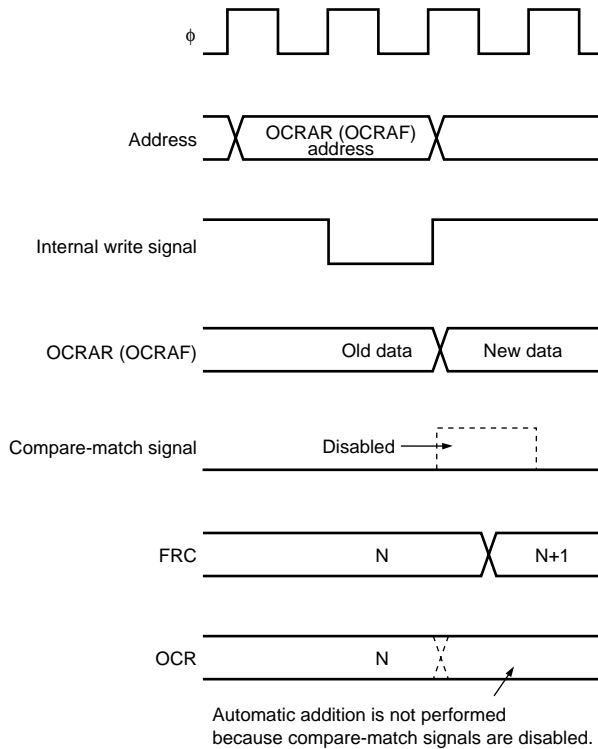 ϕ
Address
OCRAR (OCRAF)
address
Internal write signal
OCRAR (OCRAF)
Old data
New data
Compare-match signal
Disabled
FRC
N
N+1
OCR
N
Automatic addition is not performed
because compare-match signals are disabled.